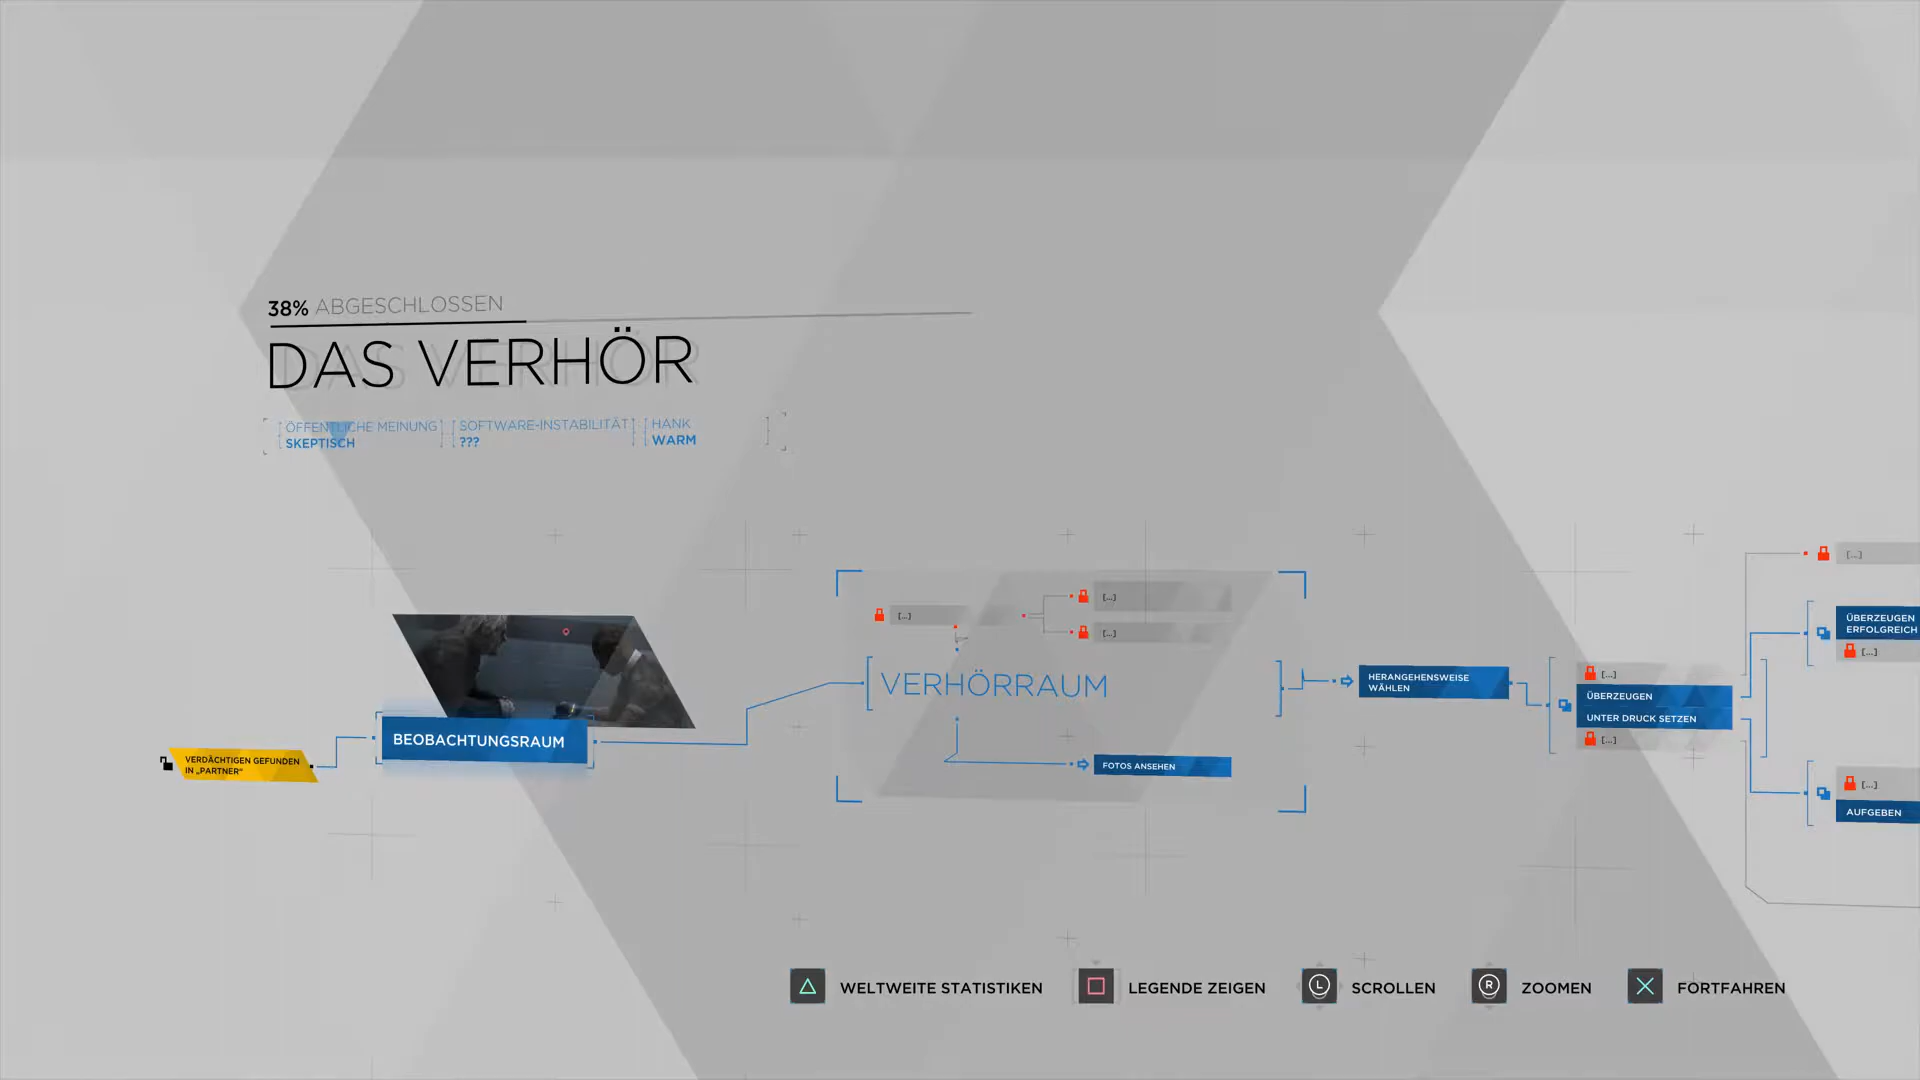 38% ABGESCHLOSSEN
DAS VERHÖR
ÖFFENTLICHE MEINUNG
SKEPTISCH
SOFTWARE-INSTABILITÄT
???
HANK
WARM
VERDÄCHTIGEN GEFUNDEN
IN „PARTNER“
BEOBACHTUNGSRAUM
[...]
[...]
[...]
VERHÖRRAUM
FOTOS ANSEHEN
HERANGEHENSWEISE
WÄHLEN
[...]
ÜBERZEUGEN
UNTER DRUCK SETZEN
[...]
[...]
ÜBERZEUGEN
ERFOLGREICH
[...]
[...]
AUFGEBEN
WELTWEITE STATISTIKEN
LEGENDE ZEIGEN
L SCROLLEN
R ZOOMEN
FORTFAHREN